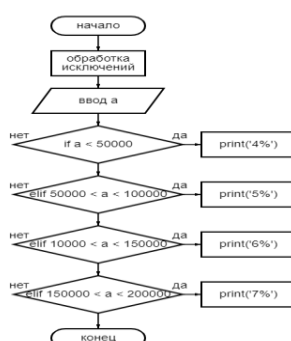 начало
обработка
исключений
ввод a
нет да
if a < 50000
print('4%')
нет да
elif 50000 < a < 100000
print('5%')
нет да
elif 10000 < a < 150000
print('6%')
нет да
elif 150000 < a < 200000
print('7%')
конец